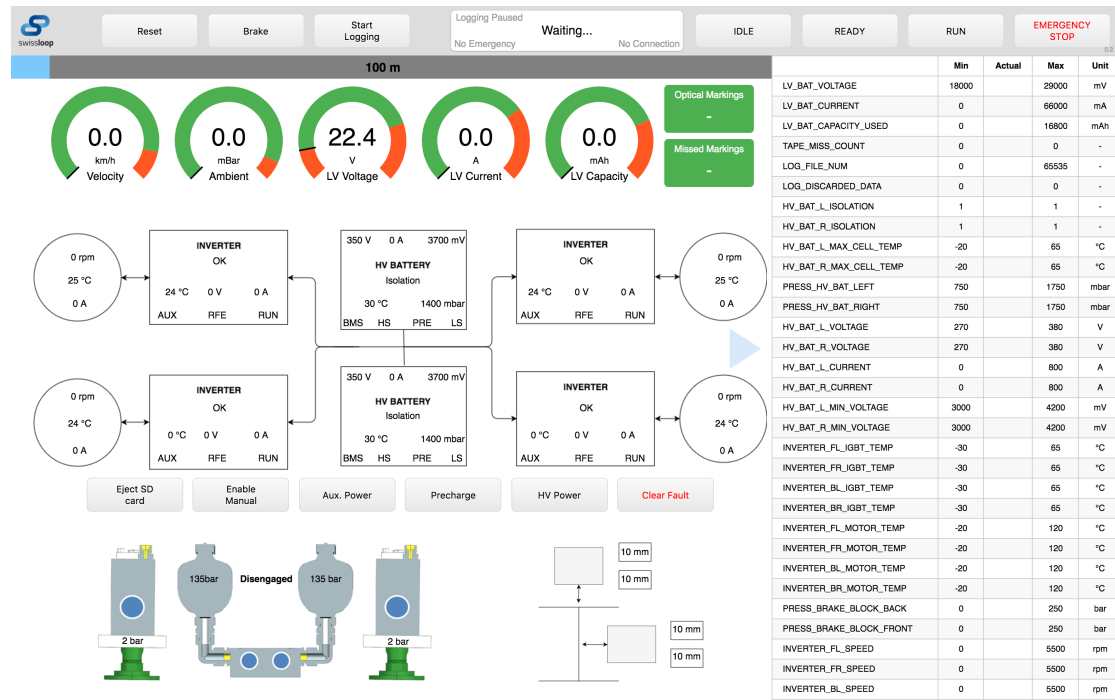 swissloop
Reset
Brake
Start
Logging
Logging Paused
Waiting...
No Emergency
No Connection
IDLE
READY
RUN
EMERGENCY
STOP
0.2
100 m
0.0
km/h
Velocity
0.0
mBar
Ambient
22.4
V
LV Voltage
0.0
A
LV Current
0.0
mAh
LV Capacity
Optical Markings
-
Missed Markings
-
0 rpm
25 °C
0 A
INVERTER
OK
24 °C 0 V 0 A
AUX RFE RUN
350 V 0 A 3700 mV
HV BATTERY
Isolation
30 °C 1400 mbar
BMS HS PRE LS
INVERTER
OK
24 °C 0 V 0 A
AUX RFE RUN
0 rpm
25 °C
0 A
0 rpm
24 °C
0 A
INVERTER
OK
0 °C 0 V 0 A
AUX RFE RUN
350 V 0 A 3700 mV
HV BATTERY
Isolation
30 °C 1400 mbar
BMS HS PRE LS
INVERTER
OK
0 °C 0 V 0 A
AUX RFE RUN
0 rpm
24 °C
0 A
Eject SD
card
Enable
Manual
Aux. Power
Precharge
HV Power
Clear Fault
135bar
Disengaged
135 bar
2 bar
2 bar
10 mm
10 mm
10 mm
10 mm
Min Actual Max Unit
LV_BAT_VOLTAGE 18000 29000 mV
LV_BAT_CURRENT 0 66000 mA
LV_BAT_CAPACITY_USED 0 16800 mAh
TAPE_MISS_COUNT 0 0 -
LOG_FILE_NUM 0 65535 -
LOG_DISCARDED_DATA 0 0 -
HV_BAT_L_ISOLATION 1 1 -
HV_BAT_R_ISOLATION 1 1 -
HV_BAT_L_MAX_CELL_TEMP -20 65 °C
HV_BAT_R_MAX_CELL_TEMP -20 65 °C
PRESS_HV_BAT_LEFT 750 1750 mbar
PRESS_HV_BAT_RIGHT 750 1750 mbar
HV_BAT_L_VOLTAGE 270 380 V
HV_BAT_R_VOLTAGE 270 380 V
HV_BAT_L_CURRENT 0 800 A
HV_BAT_R_CURRENT 0 800 A
HV_BAT_L_MIN_VOLTAGE 3000 4200 mV
HV_BAT_R_MIN_VOLTAGE 3000 4200 mV
INVERTER_FL_IGBT_TEMP -30 65 °C
INVERTER_FR_IGBT_TEMP -30 65 °C
INVERTER_BL_IGBT_TEMP -30 65 °C
INVERTER_BR_IGBT_TEMP -30 65 °C
INVERTER_FL_MOTOR_TEMP -20 120 °C
INVERTER_FR_MOTOR_TEMP -20 120 °C
INVERTER_BL_MOTOR_TEMP -20 120 °C
INVERTER_BR_MOTOR_TEMP -20 120 °C
PRESS_BRAKE_BLOCK_BACK 0 250 bar
PRESS_BRAKE_BLOCK_FRONT 0 250 bar
INVERTER_FL_SPEED 0 5500 rpm
INVERTER_FR_SPEED 0 5500 rpm
INVERTER_BL_SPEED 0 5500 rpm